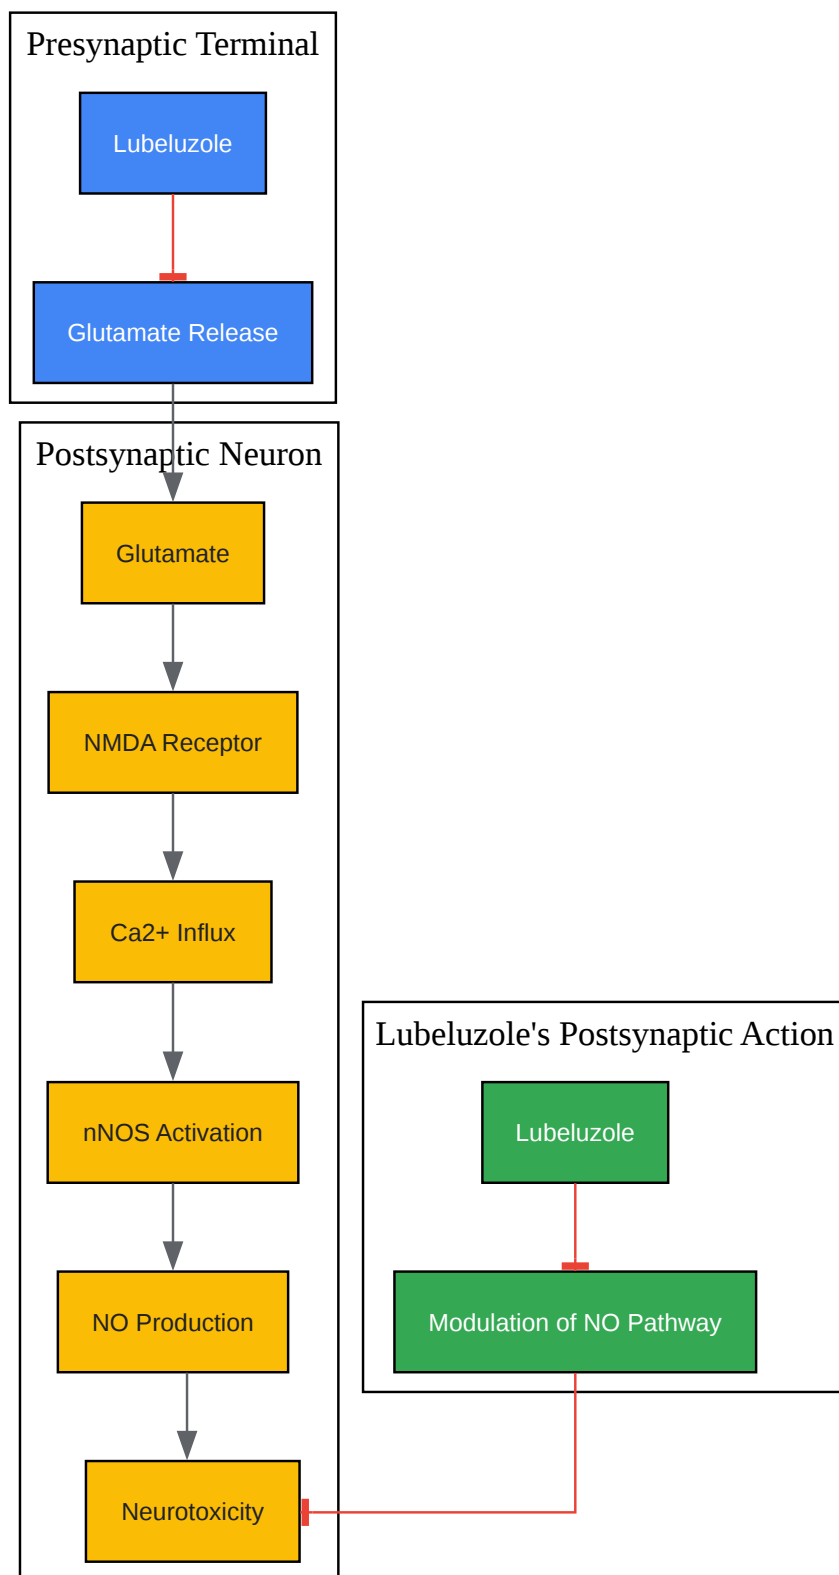 Presynaptic Terminal
Lubeluzole
Glutamate Release
Postsynaptic Neuron
Glutamate
NMDA Receptor
Ca2+ Influx
nNOS Activation
NO Production
Neurotoxicity
Lubeluzole's Postsynaptic Action
Lubeluzole
Modulation of NO Pathway